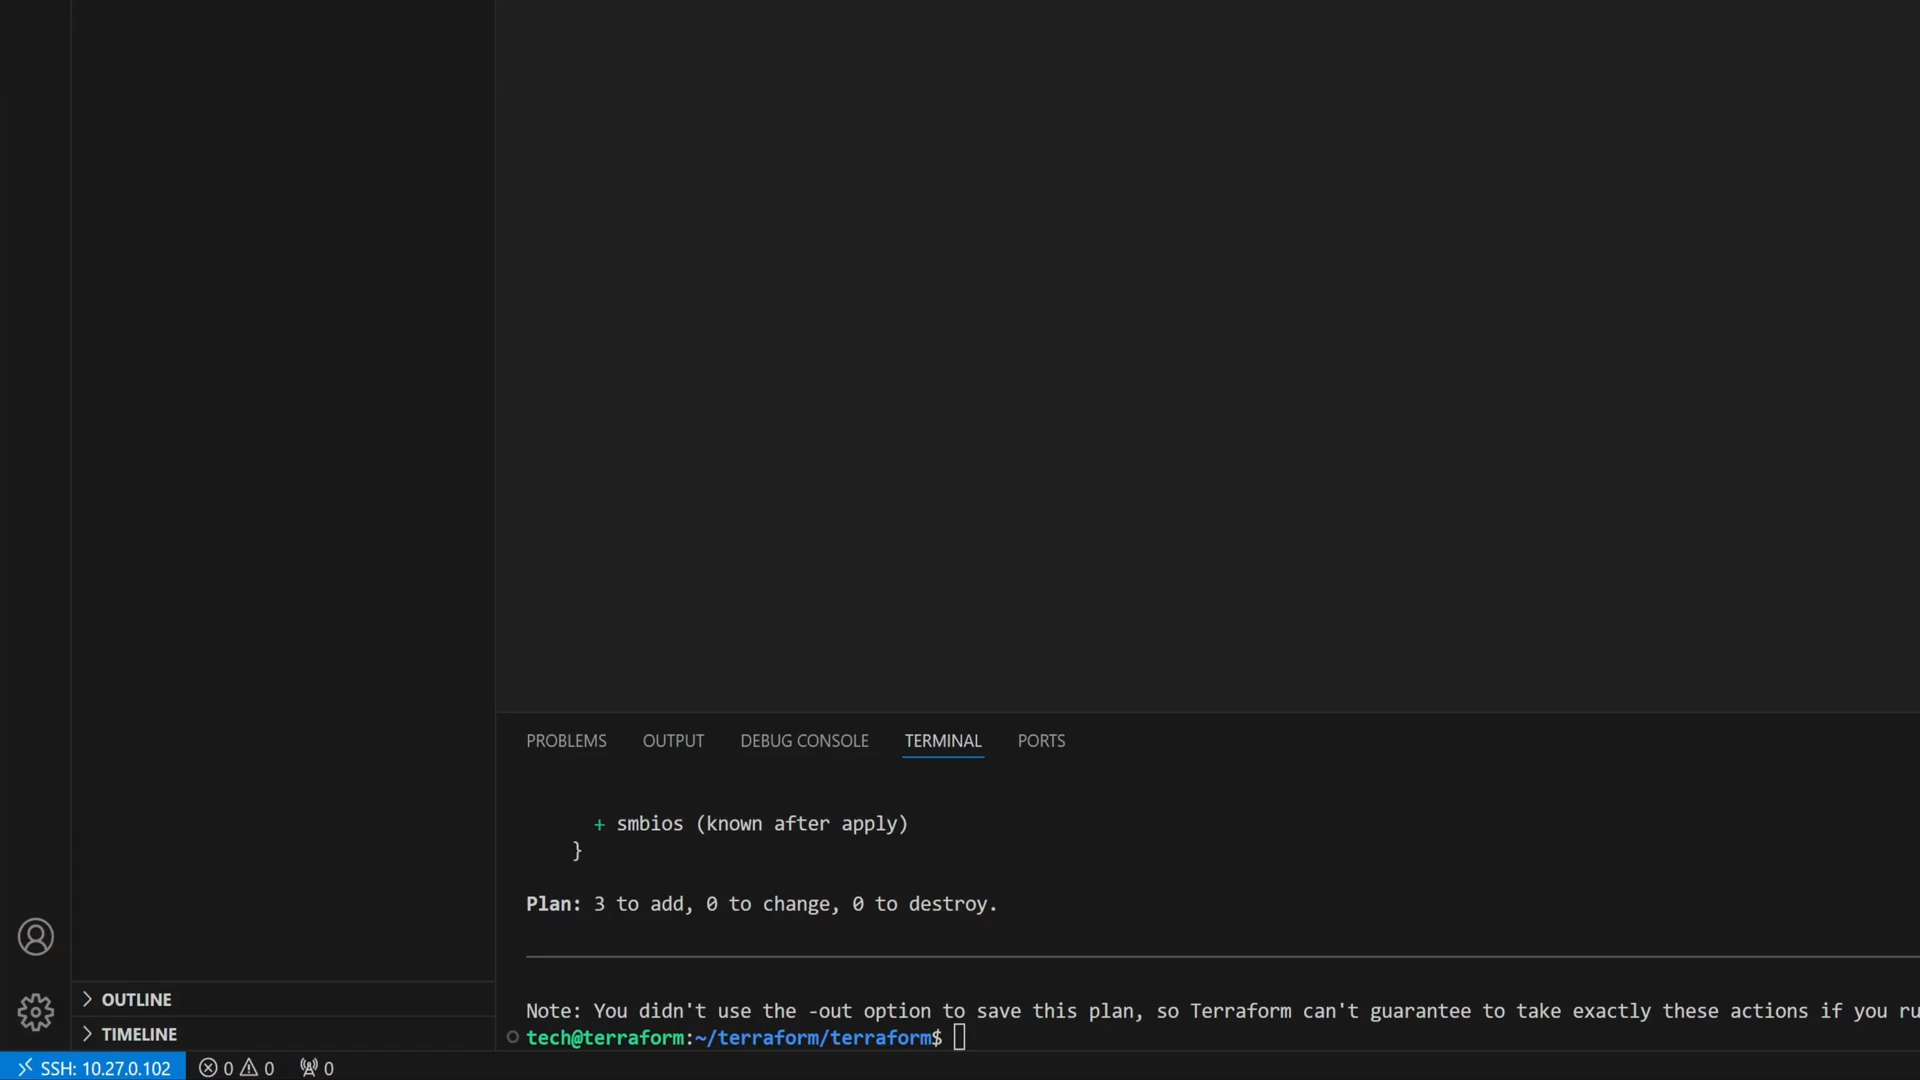 PROBLEMS OUTPUT DEBUG CONSOLE TERMINAL PORTS
+ smbios (known after apply)
}
Plan: 3 to add, 0 to change, 0 to destroy.
Note: You didn't use the -out option to save this plan, so Terraform can't guarantee to take exactly these actions if you ru
tech@terraform:~/terraform/terraform$
OUTLINE
TIMELINE
SSH: 10.27.0.102 0 0 0